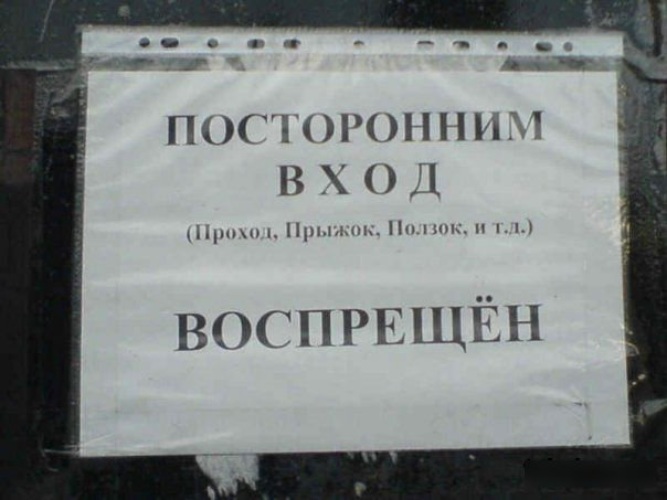 ПОСТОРОННИМ
ВХОД
(Проход, Прыжок, Ползок, и т.д.)
ВОСПРЕЩЁН